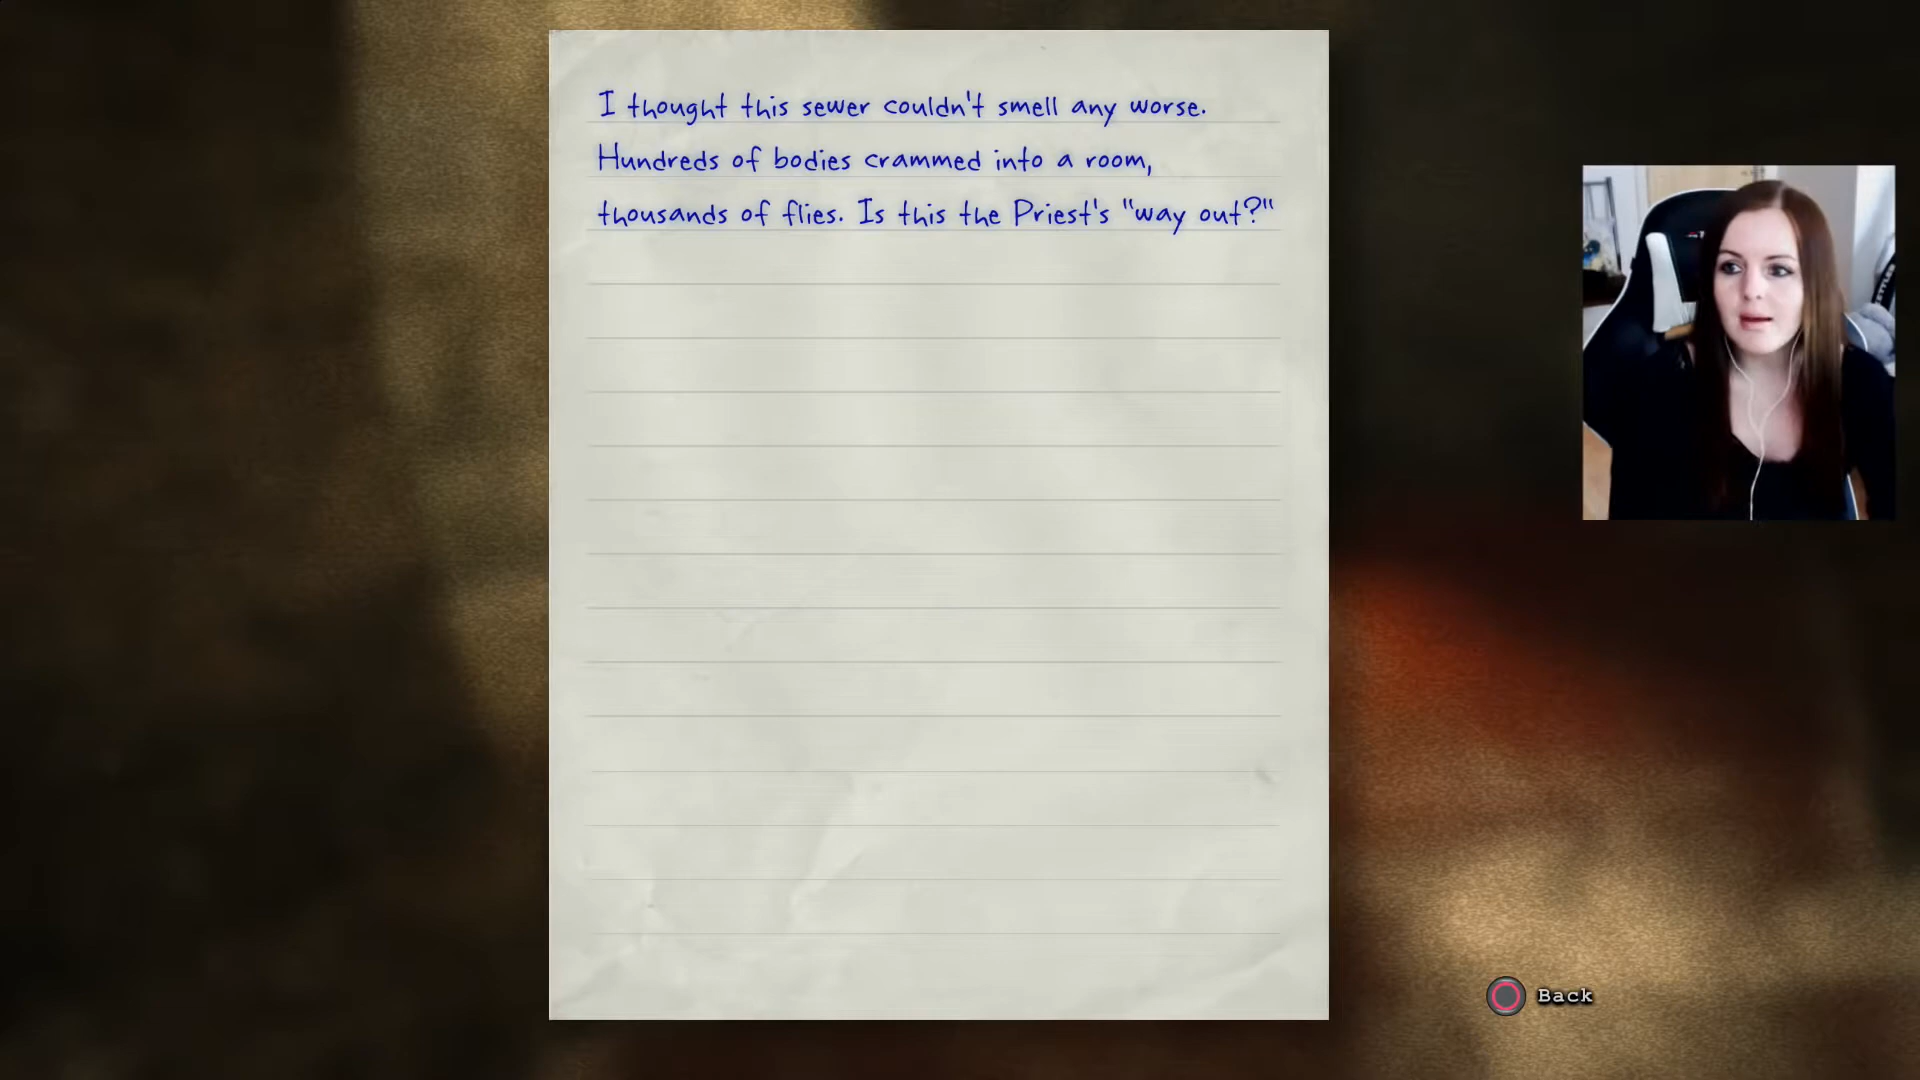 I thought this sewer couldn't smell any worse.
Hundreds of bodies crammed into a room,
thousands of flies. Is this the Priest's "way out?"
Back